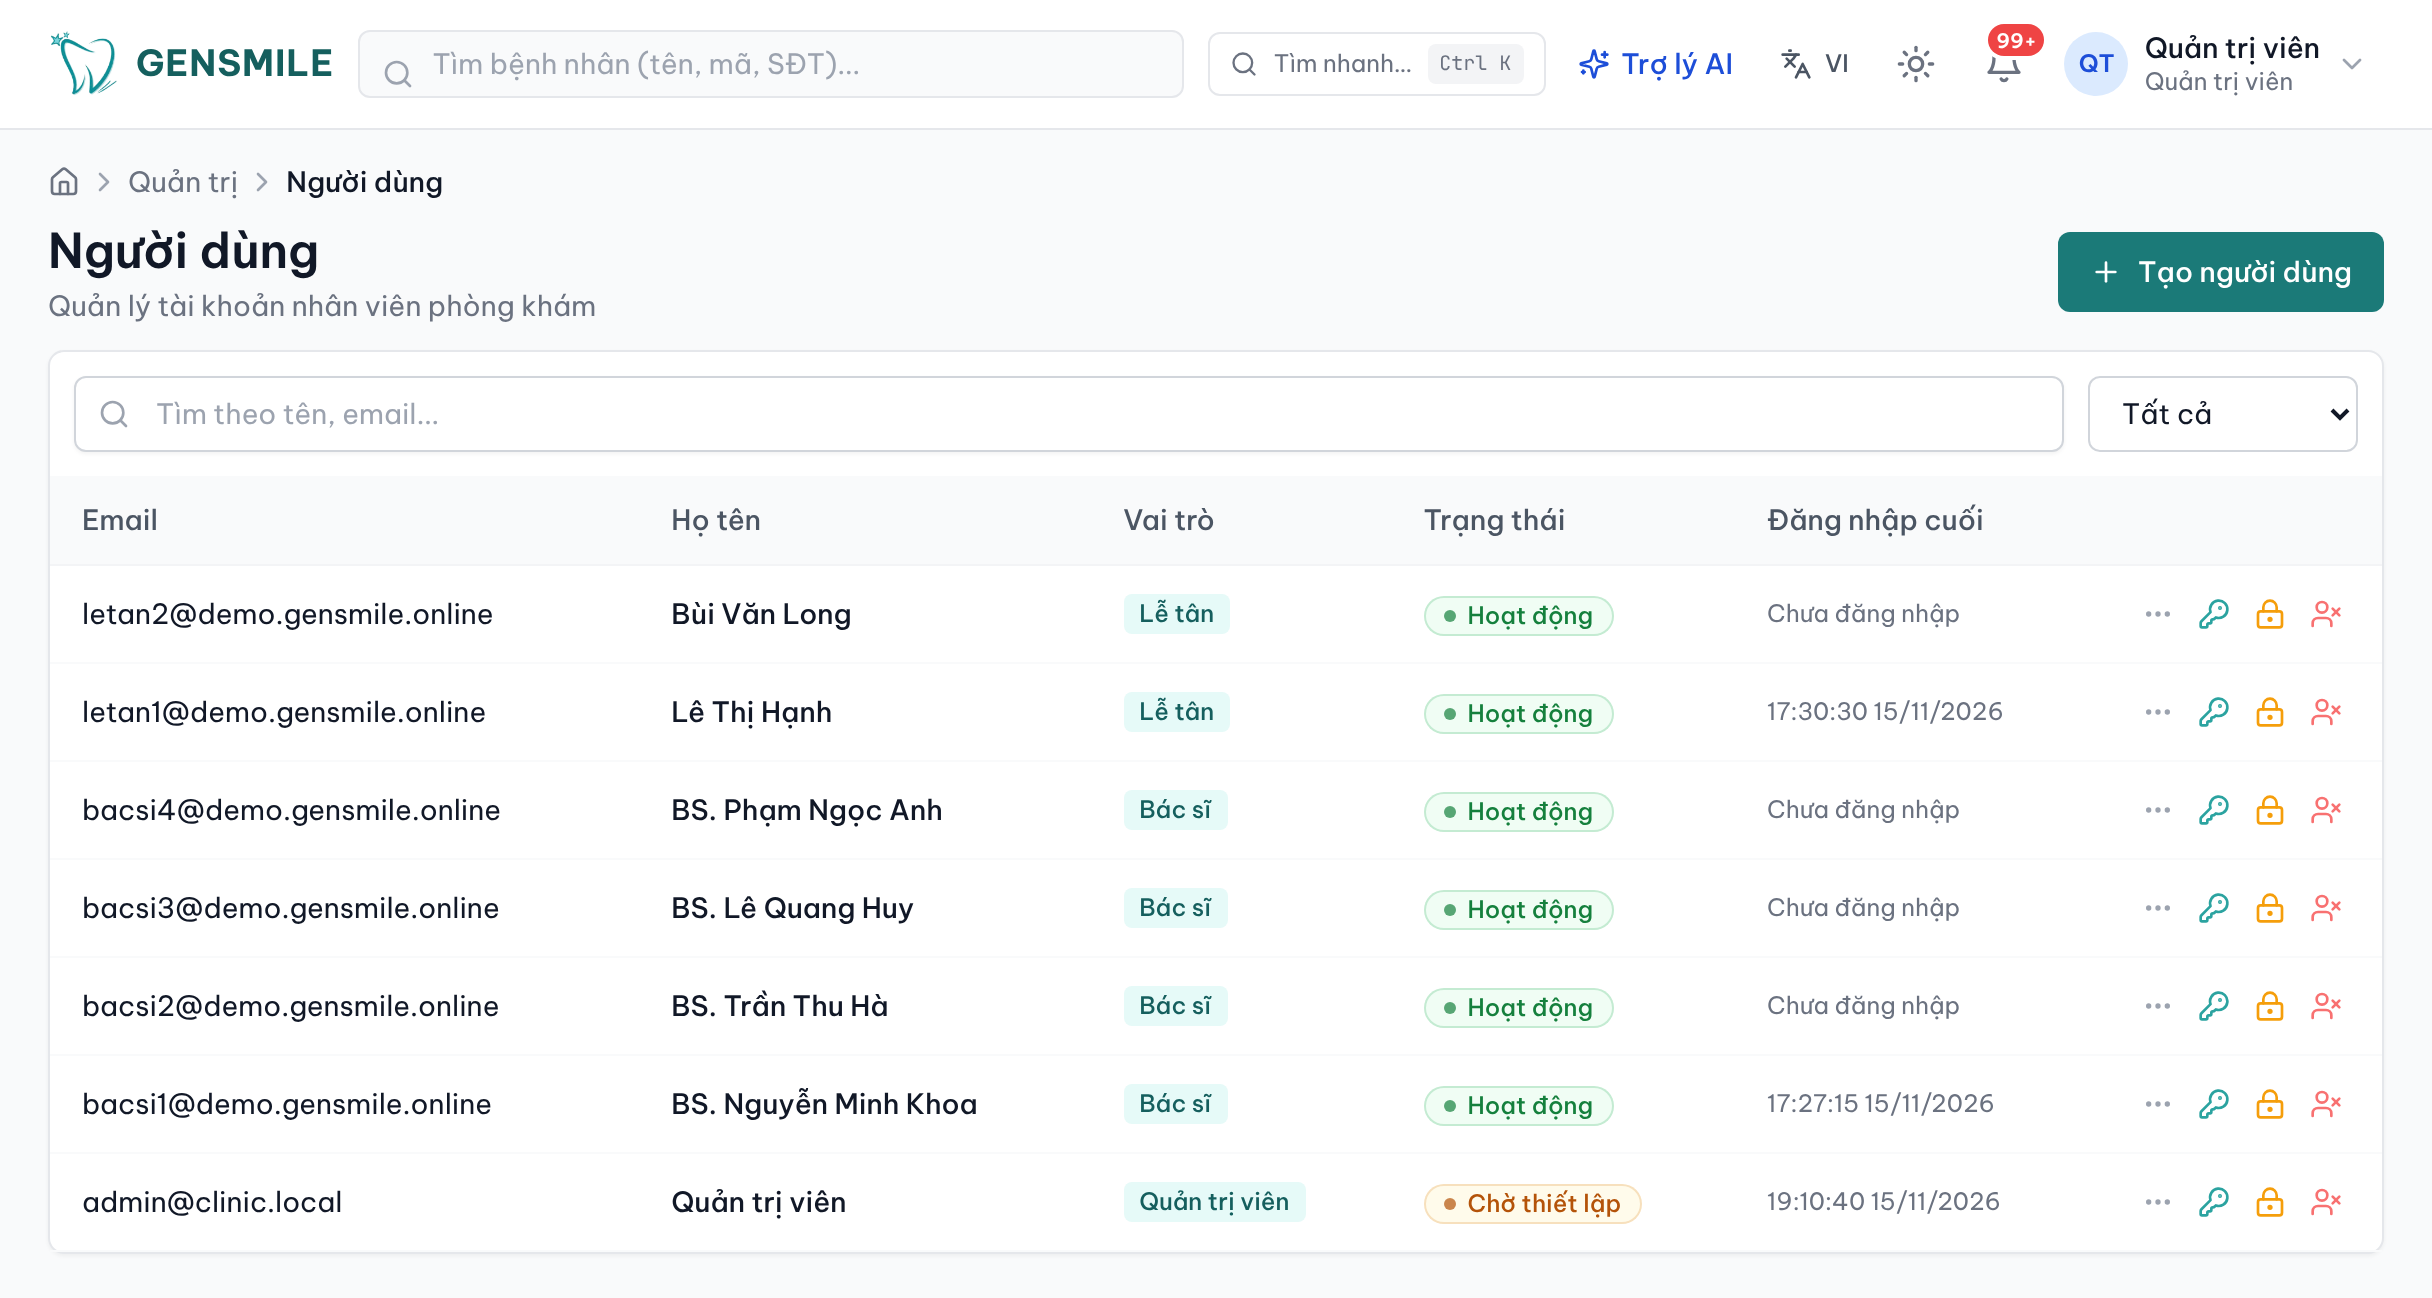 GENSMILE
Tìm bệnh nhân (tên, mã, SĐT)...
Tìm nhanh... Ctrl K
Trợ lý AI
VI
99+
QT
Quản trị viên
Quản trị viên
Quản trị > Người dùng
Người dùng
Quản lý tài khoản nhân viên phòng khám
+ Tạo người dùng
Tìm theo tên, email...
Tất cả
Email Họ tên Vai trò Trạng thái Đăng nhập cuối
letan2@demo.gensmile.online Bùi Văn Long Lễ tân Hoạt động Chưa đăng nhập
letan1@demo.gensmile.online Lê Thị Hạnh Lễ tân Hoạt động 17:30:30 15/11/2026
bacsi4@demo.gensmile.online BS. Phạm Ngọc Anh Bác sĩ Hoạt động Chưa đăng nhập
bacsi3@demo.gensmile.online BS. Lê Quang Huy Bác sĩ Hoạt động Chưa đăng nhập
bacsi2@demo.gensmile.online BS. Trần Thu Hà Bác sĩ Hoạt động Chưa đăng nhập
bacsi1@demo.gensmile.online BS. Nguyễn Minh Khoa Bác sĩ Hoạt động 17:27:15 15/11/2026
admin@clinic.local Quản trị viên Quản trị viên Chờ thiết lập 19:10:40 15/11/2026